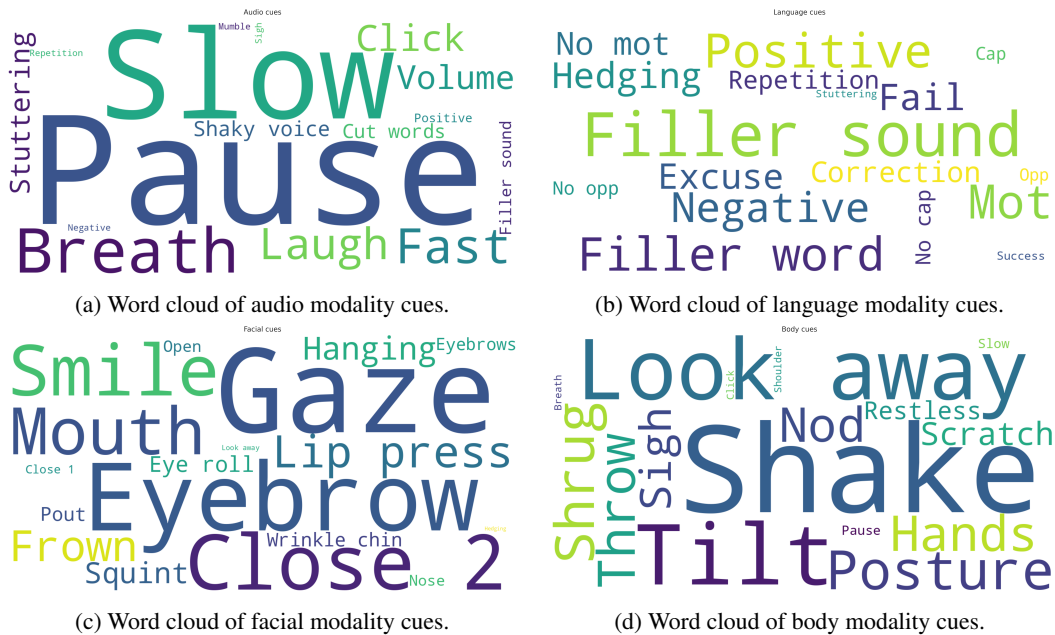 Audio cues
Mumble
Sigh
Slow
Click
Repetition
Stuttering
Volume
Positive
Shaky voice
Cut words
Pause
Filler sound
Negative
Breath
Laugh
Fast
(a) Word cloud of audio modality cues.
Language cues
No mot
Positive
Cap
Hedging
Repetition
Stuttering
Fail
Filler sound
Excuse
Correction
Opp
No opp
Negative
No cap
Mot
Filler word
Success
(b) Word cloud of language modality cues.
Facial cues
Smile
Open
Gaze
Hanging
Eyebrows
Mouth
Look away
Lip press
Close 1
Eye roll
Eyebrow
Pout
Hanging
Frown
Wrinkle chin
Squint
Close 2
Nose
(c) Word cloud of facial modality cues.
Body cues
Look away
Slow
Click
Shoulder
Breath
Shrug
Nod
Restless
Scratch
Sigh
Throw
Shake
Tilt
Pause
Hands
Posture
(d) Word cloud of body modality cues.